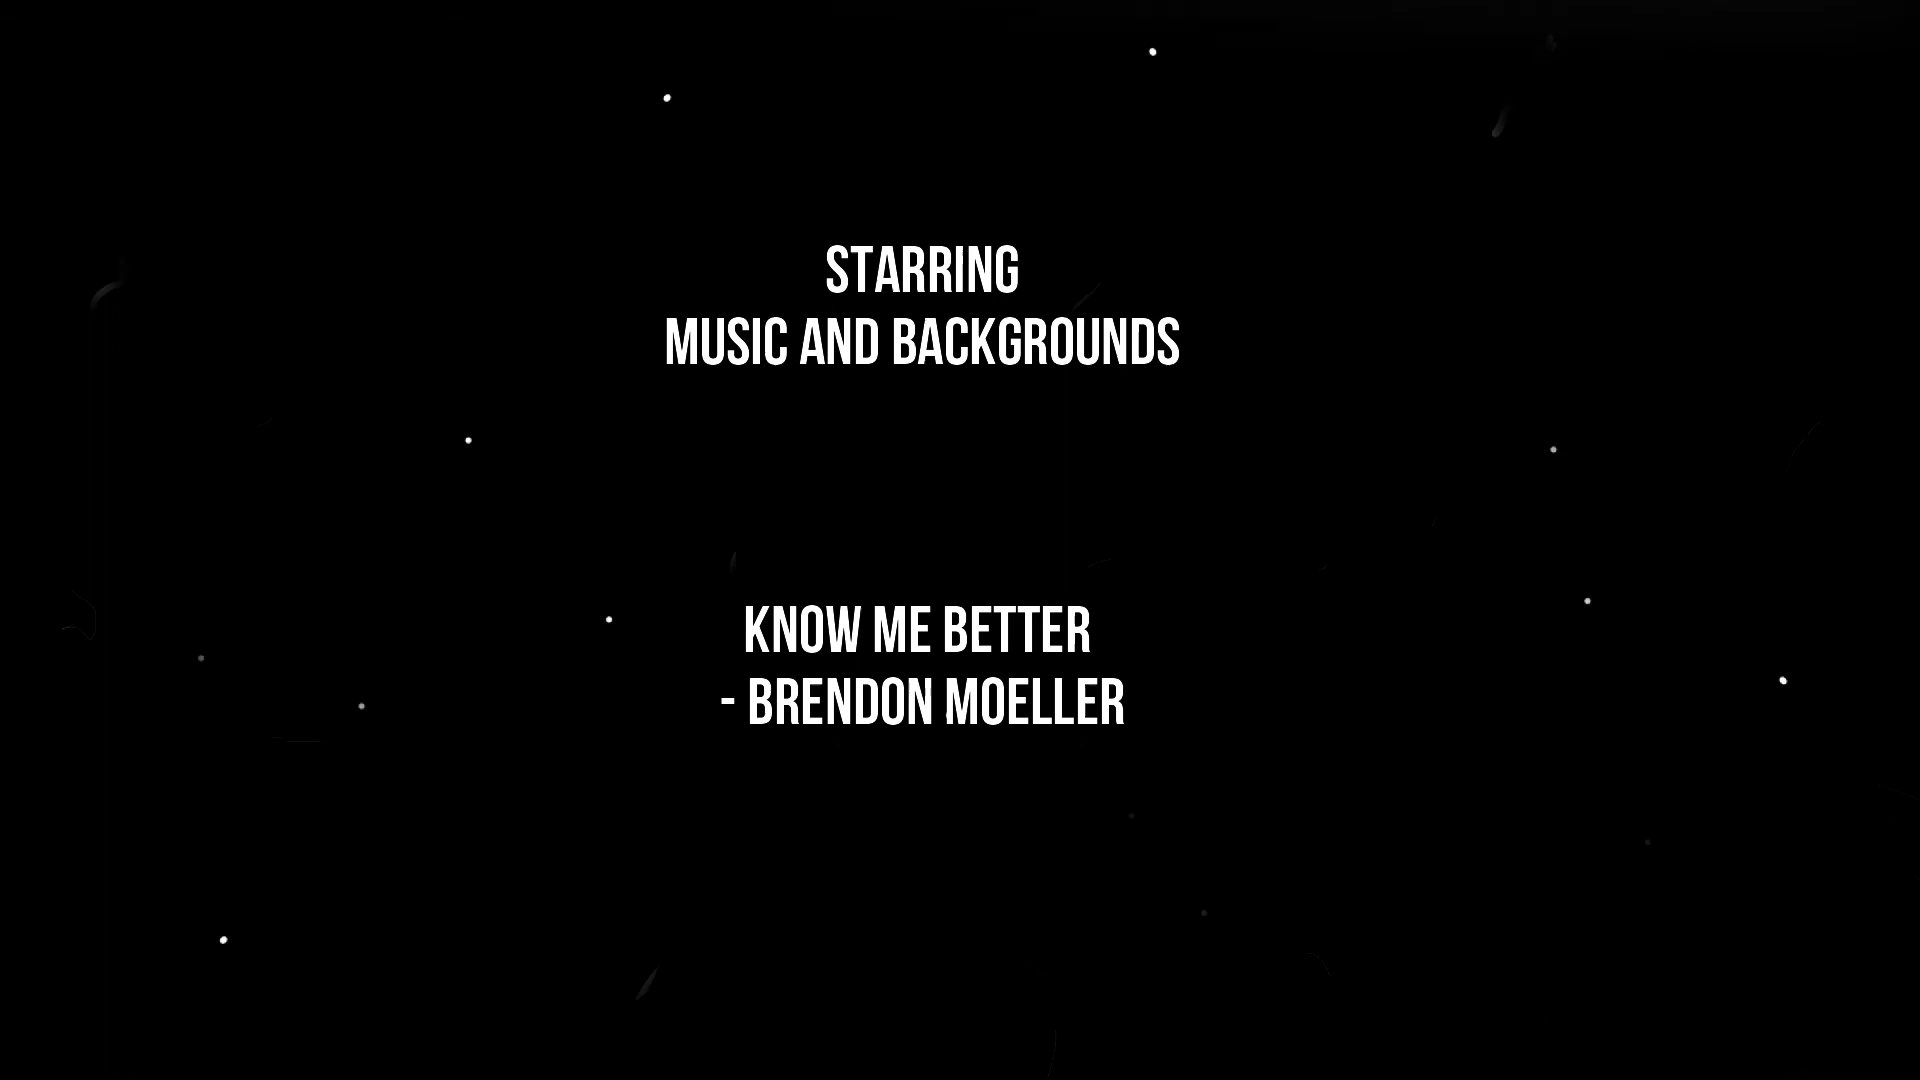 STARRING
MUSIC AND BACKGROUNDS
KNOW ME BETTER
- BRENDON MOELLER